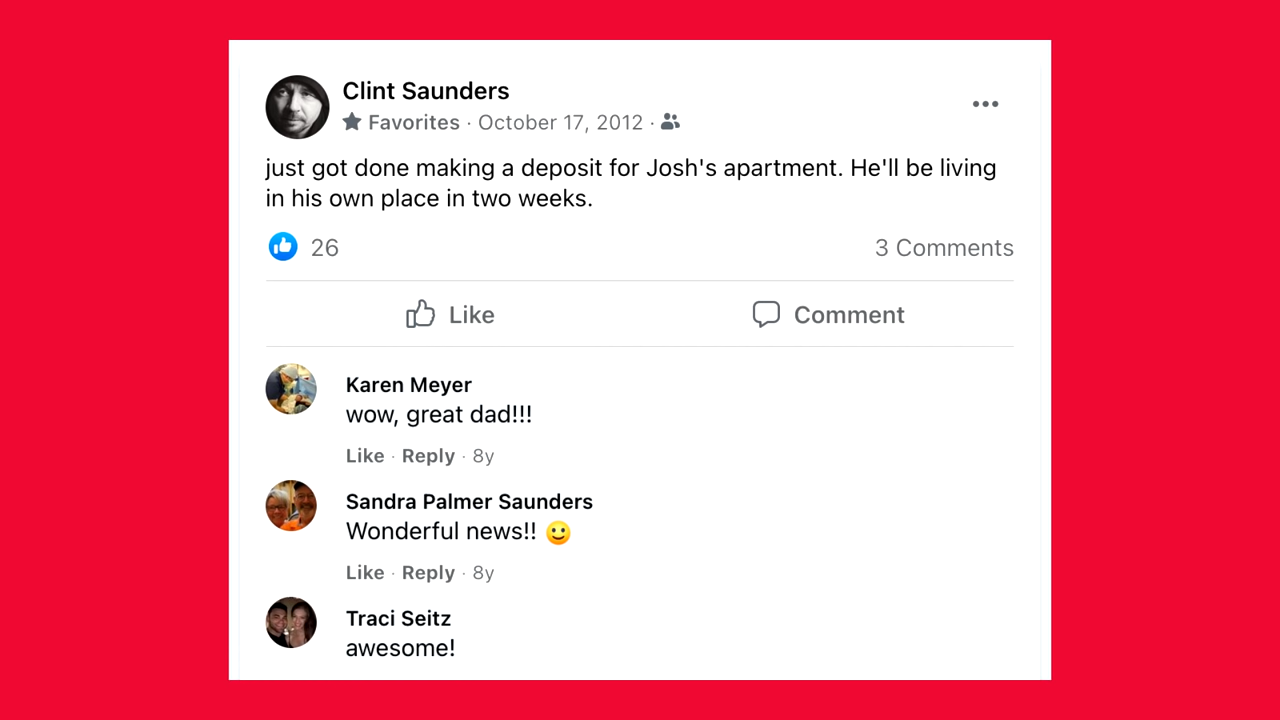 Clint Saunders
Favorites · October 17, 2012 ·
just got done making a deposit for Josh's apartment. He'll be living
in his own place in two weeks.
26
3 Comments
Like
Comment
Karen Meyer
wow, great dad!!!
Like · Reply · 8y
Sandra Palmer Saunders
Wonderful news!! 🙂
Like · Reply · 8y
Traci Seitz
awesome!